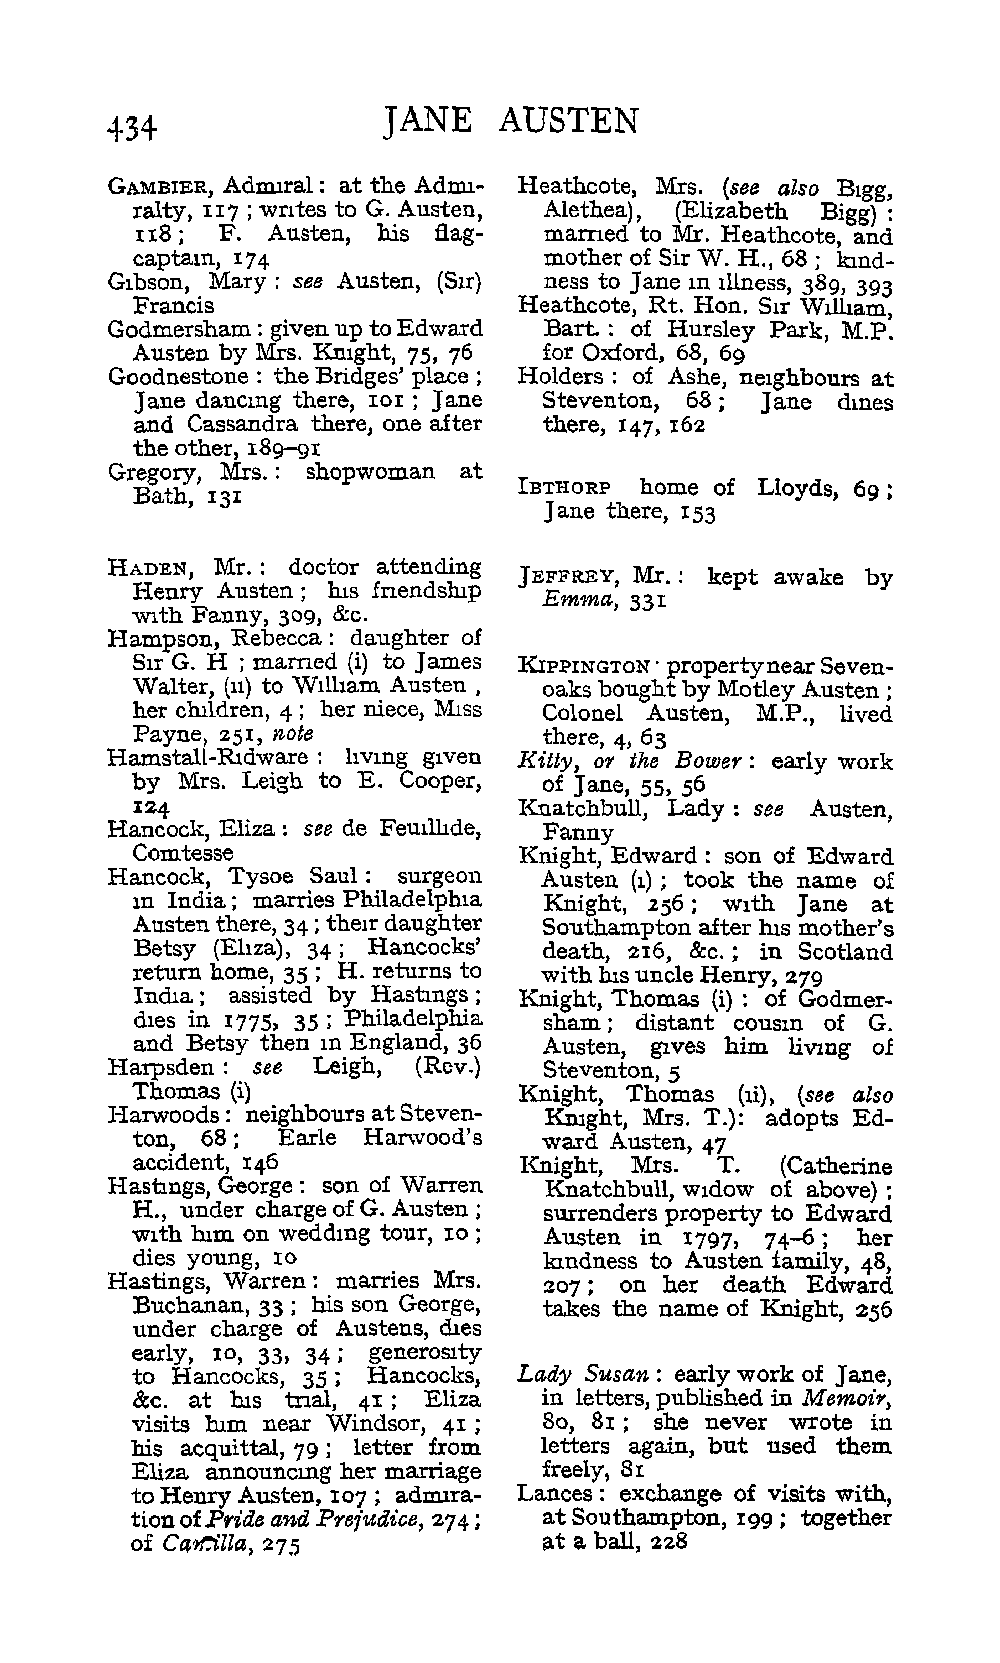 434 JANE AUSTEN
GAMBIER, Admiral : at the Admi-
ralty, 117 ; writes to G. Austen,
118 ; F. Austen, his flag-
captain, 174
Gibson, Mary : see Austen, (Sir)
Francis
Godmersham : given up to Edward
Austen by Mrs. Knight, 75, 76
Goodnestone : the Bridges' place ;
Jane dancing there, 101 ; Jane
and Cassandra there, one after
the other, 189–91
Gregory, Mrs. : shopwoman at
Bath, 131
HADEN, Mr. : doctor attending
Henry Austen ; his friendship
with Fanny, 309, &c.
Hampson, Rebecca : daughter of
Sir G. H ; married (i) to James
Walter, (ii) to William Austen ,
her children, 4 ; her niece, Miss
Payne, 251, note
Hamstall-Ridware : living given
by Mrs. Leigh to E. Cooper,
124
Hancock, Eliza : see de Feuillide,
Comtesse
Hancock, Tysoe Saul : surgeon
in India ; marries Philadelphia
Austen there, 34 ; their daughter
Betsy (Eliza), 34 ; Hancocks'
return home, 35 ; H. returns to
India ; assisted by Hastings ;
dies in 1775, 35 ; Philadelphia
and Betsy then in England, 36
Harpsden : see Leigh, (Rev.)
Thomas (i)
Harwoods : neighbours at Steven-
ton, 68 ; Earle Harwood's
accident, 146
Hastings, George : son of Warren
H., under charge of G. Austen ;
with him on wedding tour, 10 ;
dies young, 10
Hastings, Warren : marries Mrs.
Buchanan, 33 ; his son George,
under charge of Austens, dies
early, 10, 33, 34 ; generosity
to Hancocks, 35 ; Hancocks,
&c. at his trial, 41 ; Eliza
visits him near Windsor, 41 ;
his acquittal, 79 ; letter from
Eliza announcing her marriage
to Henry Austen, 107 ; admira-
tion of Pride and Prejudice, 274 ;
of Camilla, 275
Heathcote, Mrs. (see also Bigg,
Alethea), (Elizabeth Bigg) :
married to Mr. Heathcote, and
mother of Sir W. H., 68 ; kind-
ness to Jane in illness, 389, 393
Heathcote, Rt. Hon. Sir William,
Bart. : of Hursley Park, M.P.
for Oxford, 68, 69
Holders : of Ashe, neighbours at
Steventon, 68 ; Jane dines
there, 147, 162
IBTHORP home of Lloyds, 69 ;
Jane there, 153
JEFFREY, Mr. : kept awake by
Emma, 331
KIPPINGTON · property near Seven-
oaks bought by Motley Austen ;
Colonel Austen, M.P., lived
there, 4, 63
Kitty, or the Bower : early work
of Jane, 55, 56
Knatchbull, Lady : see Austen,
Fanny
Knight, Edward : son of Edward
Austen (i) ; took the name of
Knight, 256 ; with Jane at
Southampton after his mother's
death, 216, &c. ; in Scotland
with his uncle Henry, 279
Knight, Thomas (i) : of Godmer-
sham ; distant cousin of G.
Austen, gives him living of
Steventon, 5
Knight, Thomas (ii), (see also
Knight, Mrs. T.): adopts Ed-
ward Austen, 47
Knight, Mrs. T. (Catherine
Knatchbull, widow of above) ;
surrenders property to Edward
Austen in 1797, 74–6 ; her
kindness to Austen family, 48,
207 ; on her death Edward
takes the name of Knight, 256
Lady Susan : early work of Jane,
in letters, published in Memoir,
80, 81 ; she never wrote in
letters again, but used them
freely, 81
Lances : exchange of visits with,
at Southampton, 199 ; together
at a ball, 228